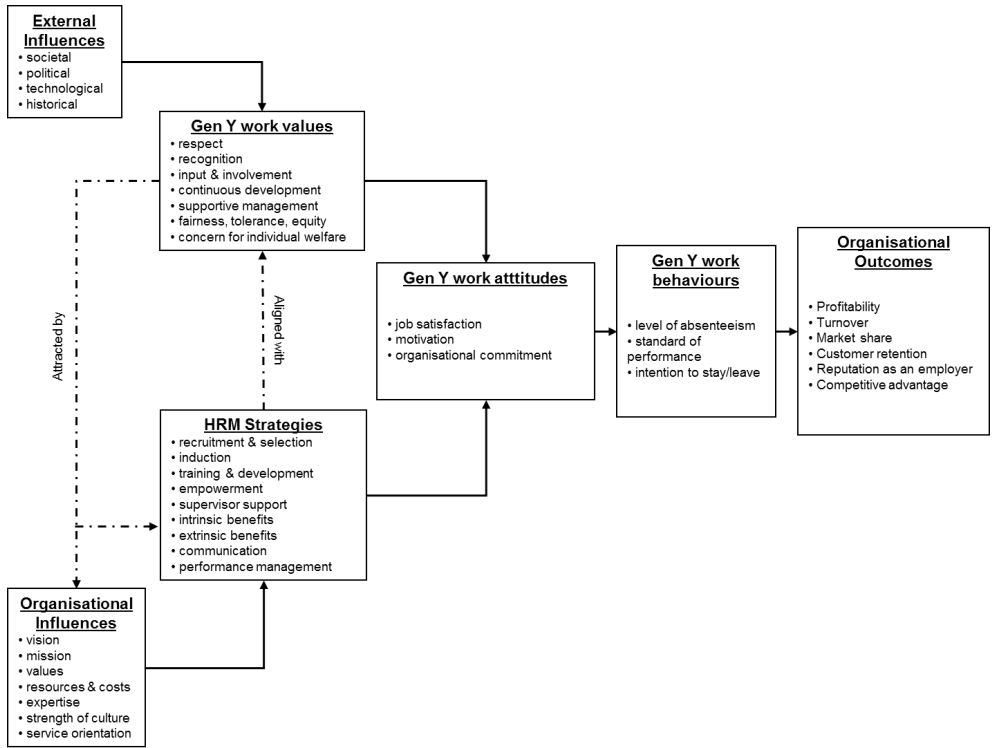 External
Influences
• societal
• political
• technological
• historical
Gen Y work values
• respect
• recognition
• input & involvement
• continuous development
• supportive management
• fairness, tolerance, equity
• concern for individual welfare
Attracted by
Aligned with
Gen Y work atttitudes
• job satisfaction
• motivation
• organisational commitment
Gen Y work
behaviours
• level of absenteeism
• standard of
performance
• intention to stay/leave
Organisational
Outcomes
• Profitability
• Turnover
• Market share
• Customer retention
• Reputation as an employer
• Competitive advantage
HRM Strategies
• recruitment & selection
• induction
• training & development
• empowerment
• supervisor support
• intrinsic benefits
• extrinsic benefits
• communication
• performance management
Organisational
Influences
• vision
• mission
• values
• resources & costs
• expertise
• strength of culture
• service orientation